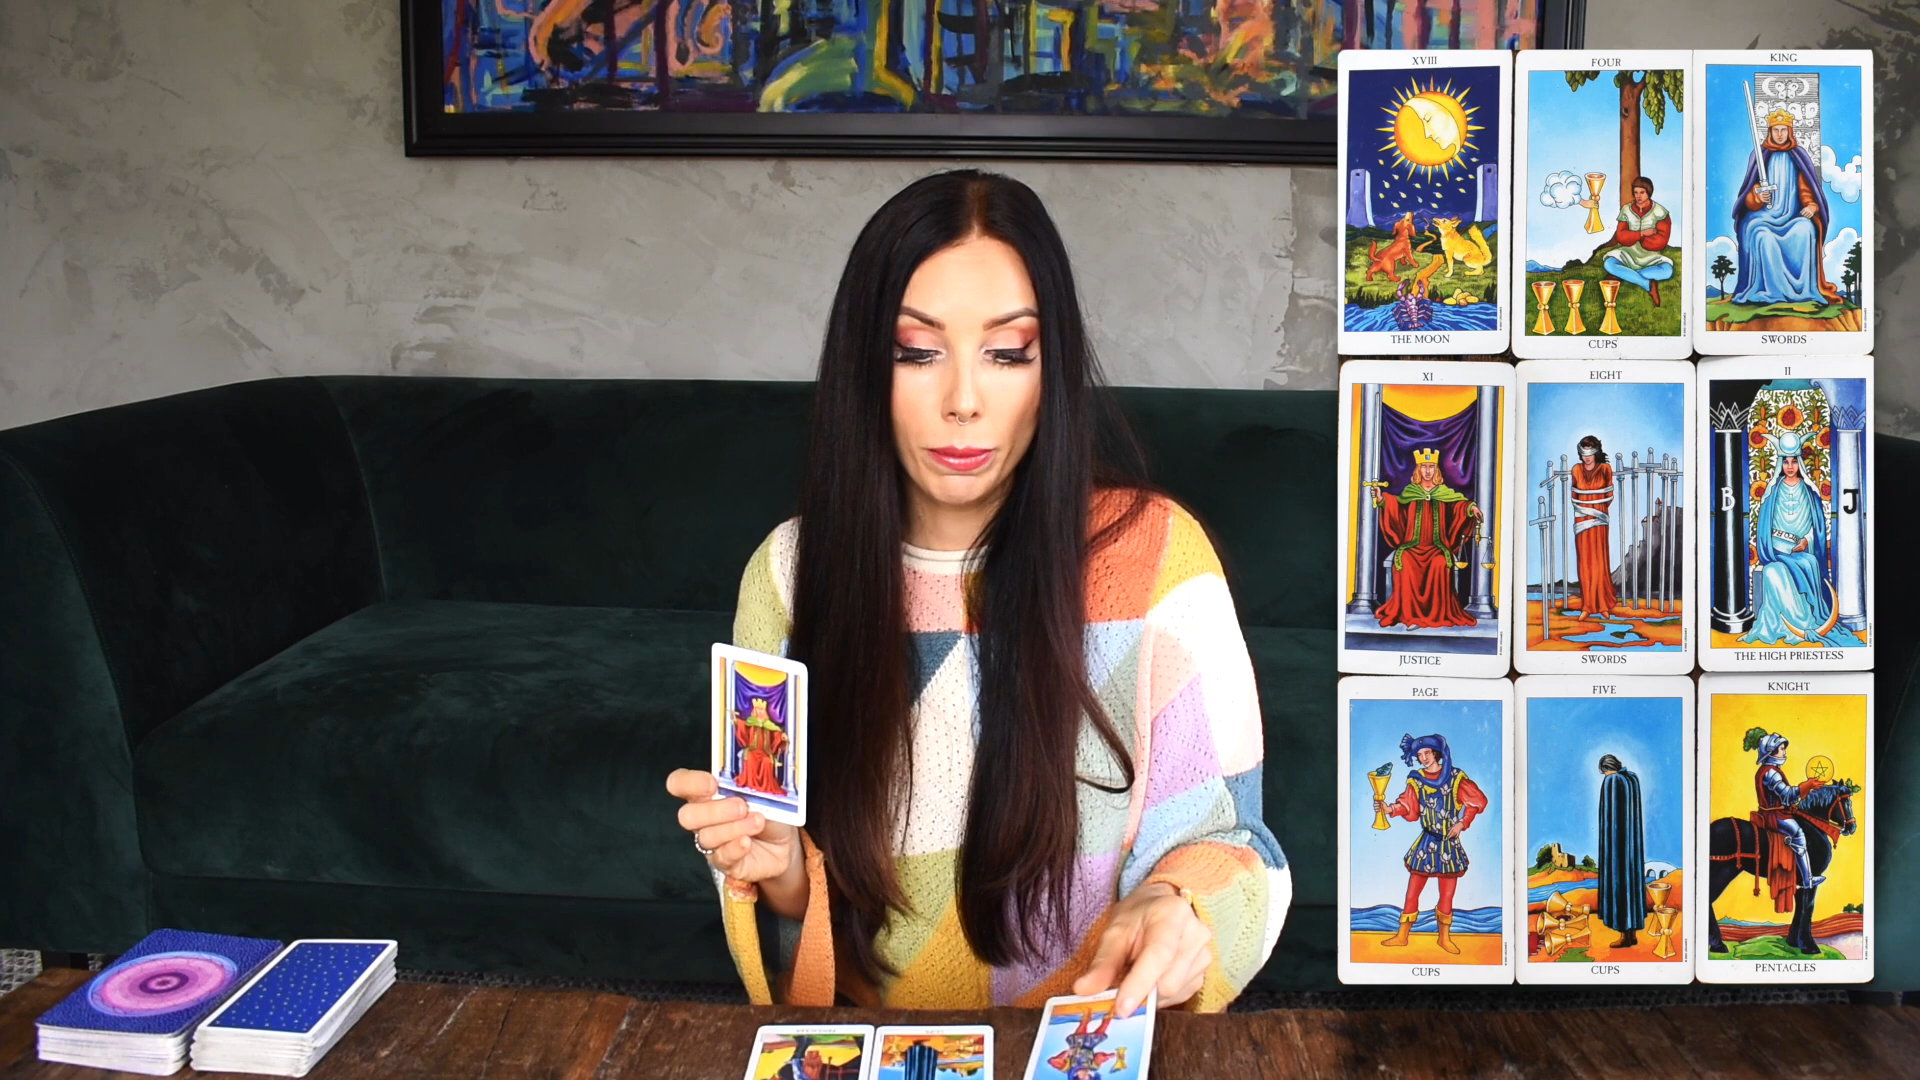 XVIII
THE MOON
FOUR
CUPS
KING
SWORDS
XI
JUSTICE
EIGHT
SWORDS
II
B
J
THE HIGH PRIESTESS
PAGE
CUPS
FIVE
CUPS
KNIGHT
PENTACLES